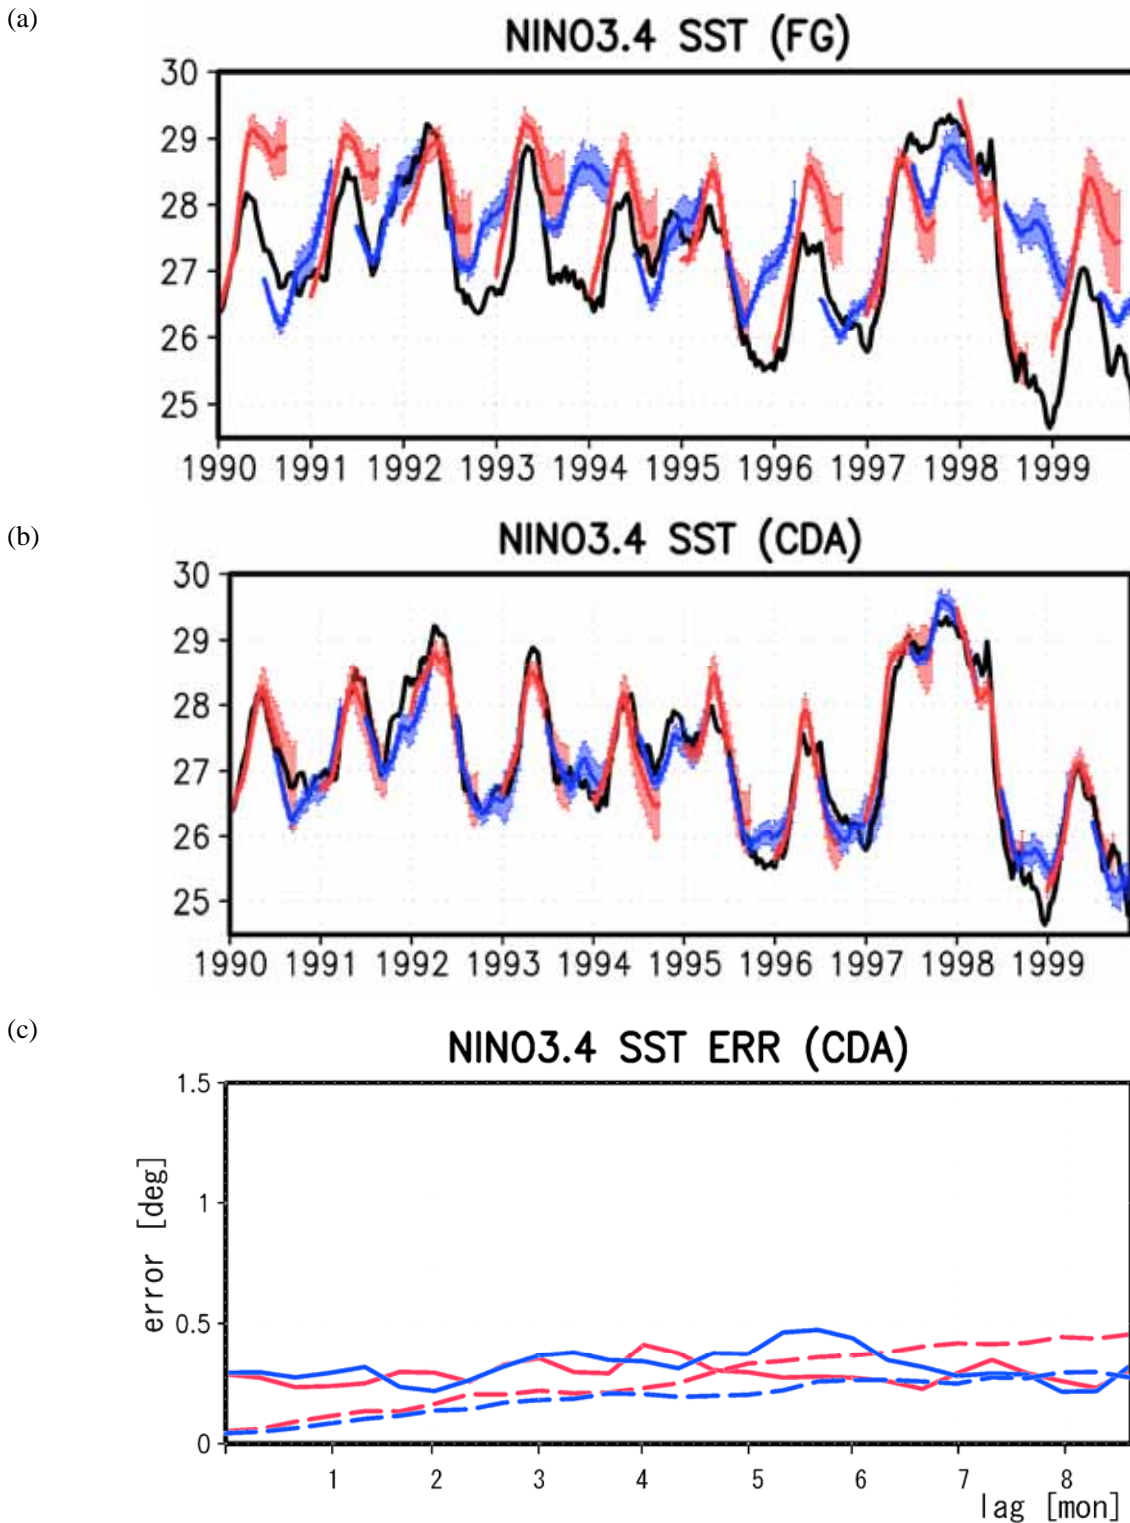 (a)
NINO3.4 SST (FG)
30
29
28
27
26
25
1990 1991 1992 1993 1994 1995 1996 1997 1998 1999
(b)
NINO3.4 SST (CDA)
30
29
28
27
26
25
1990 1991 1992 1993 1994 1995 1996 1997 1998 1999
(c)
NINO3.4 SST ERR (CDA)
1.5
1
0.5
0
error [deg]
1 2 3 4 5 6 7 8
lag [mon]